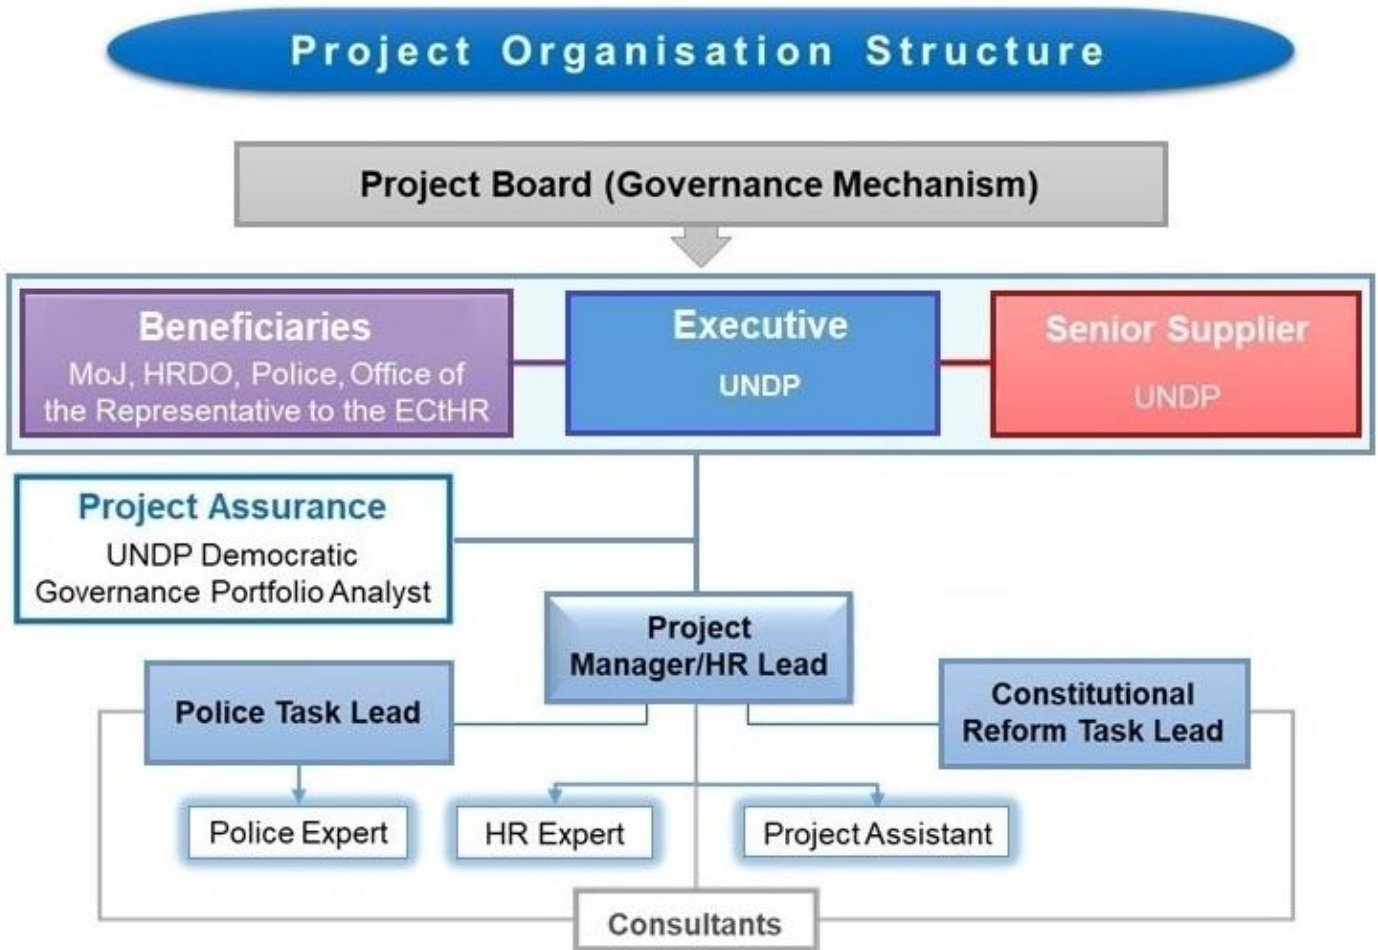 Project Organisation Structure
Project Board (Governance Mechanism)
Beneficiaries
MoJ, HRDO, Police, Office of
the Representative to the ECtHR
Executive
UNDP
Senior Supplier
UNDP
Project Assurance
UNDP Democratic
Governance Portfolio Analyst
Project
Manager/HR Lead
Police Task Lead
Constitutional
Reform Task Lead
Police Expert
HR Expert
Project Assistant
Consultants